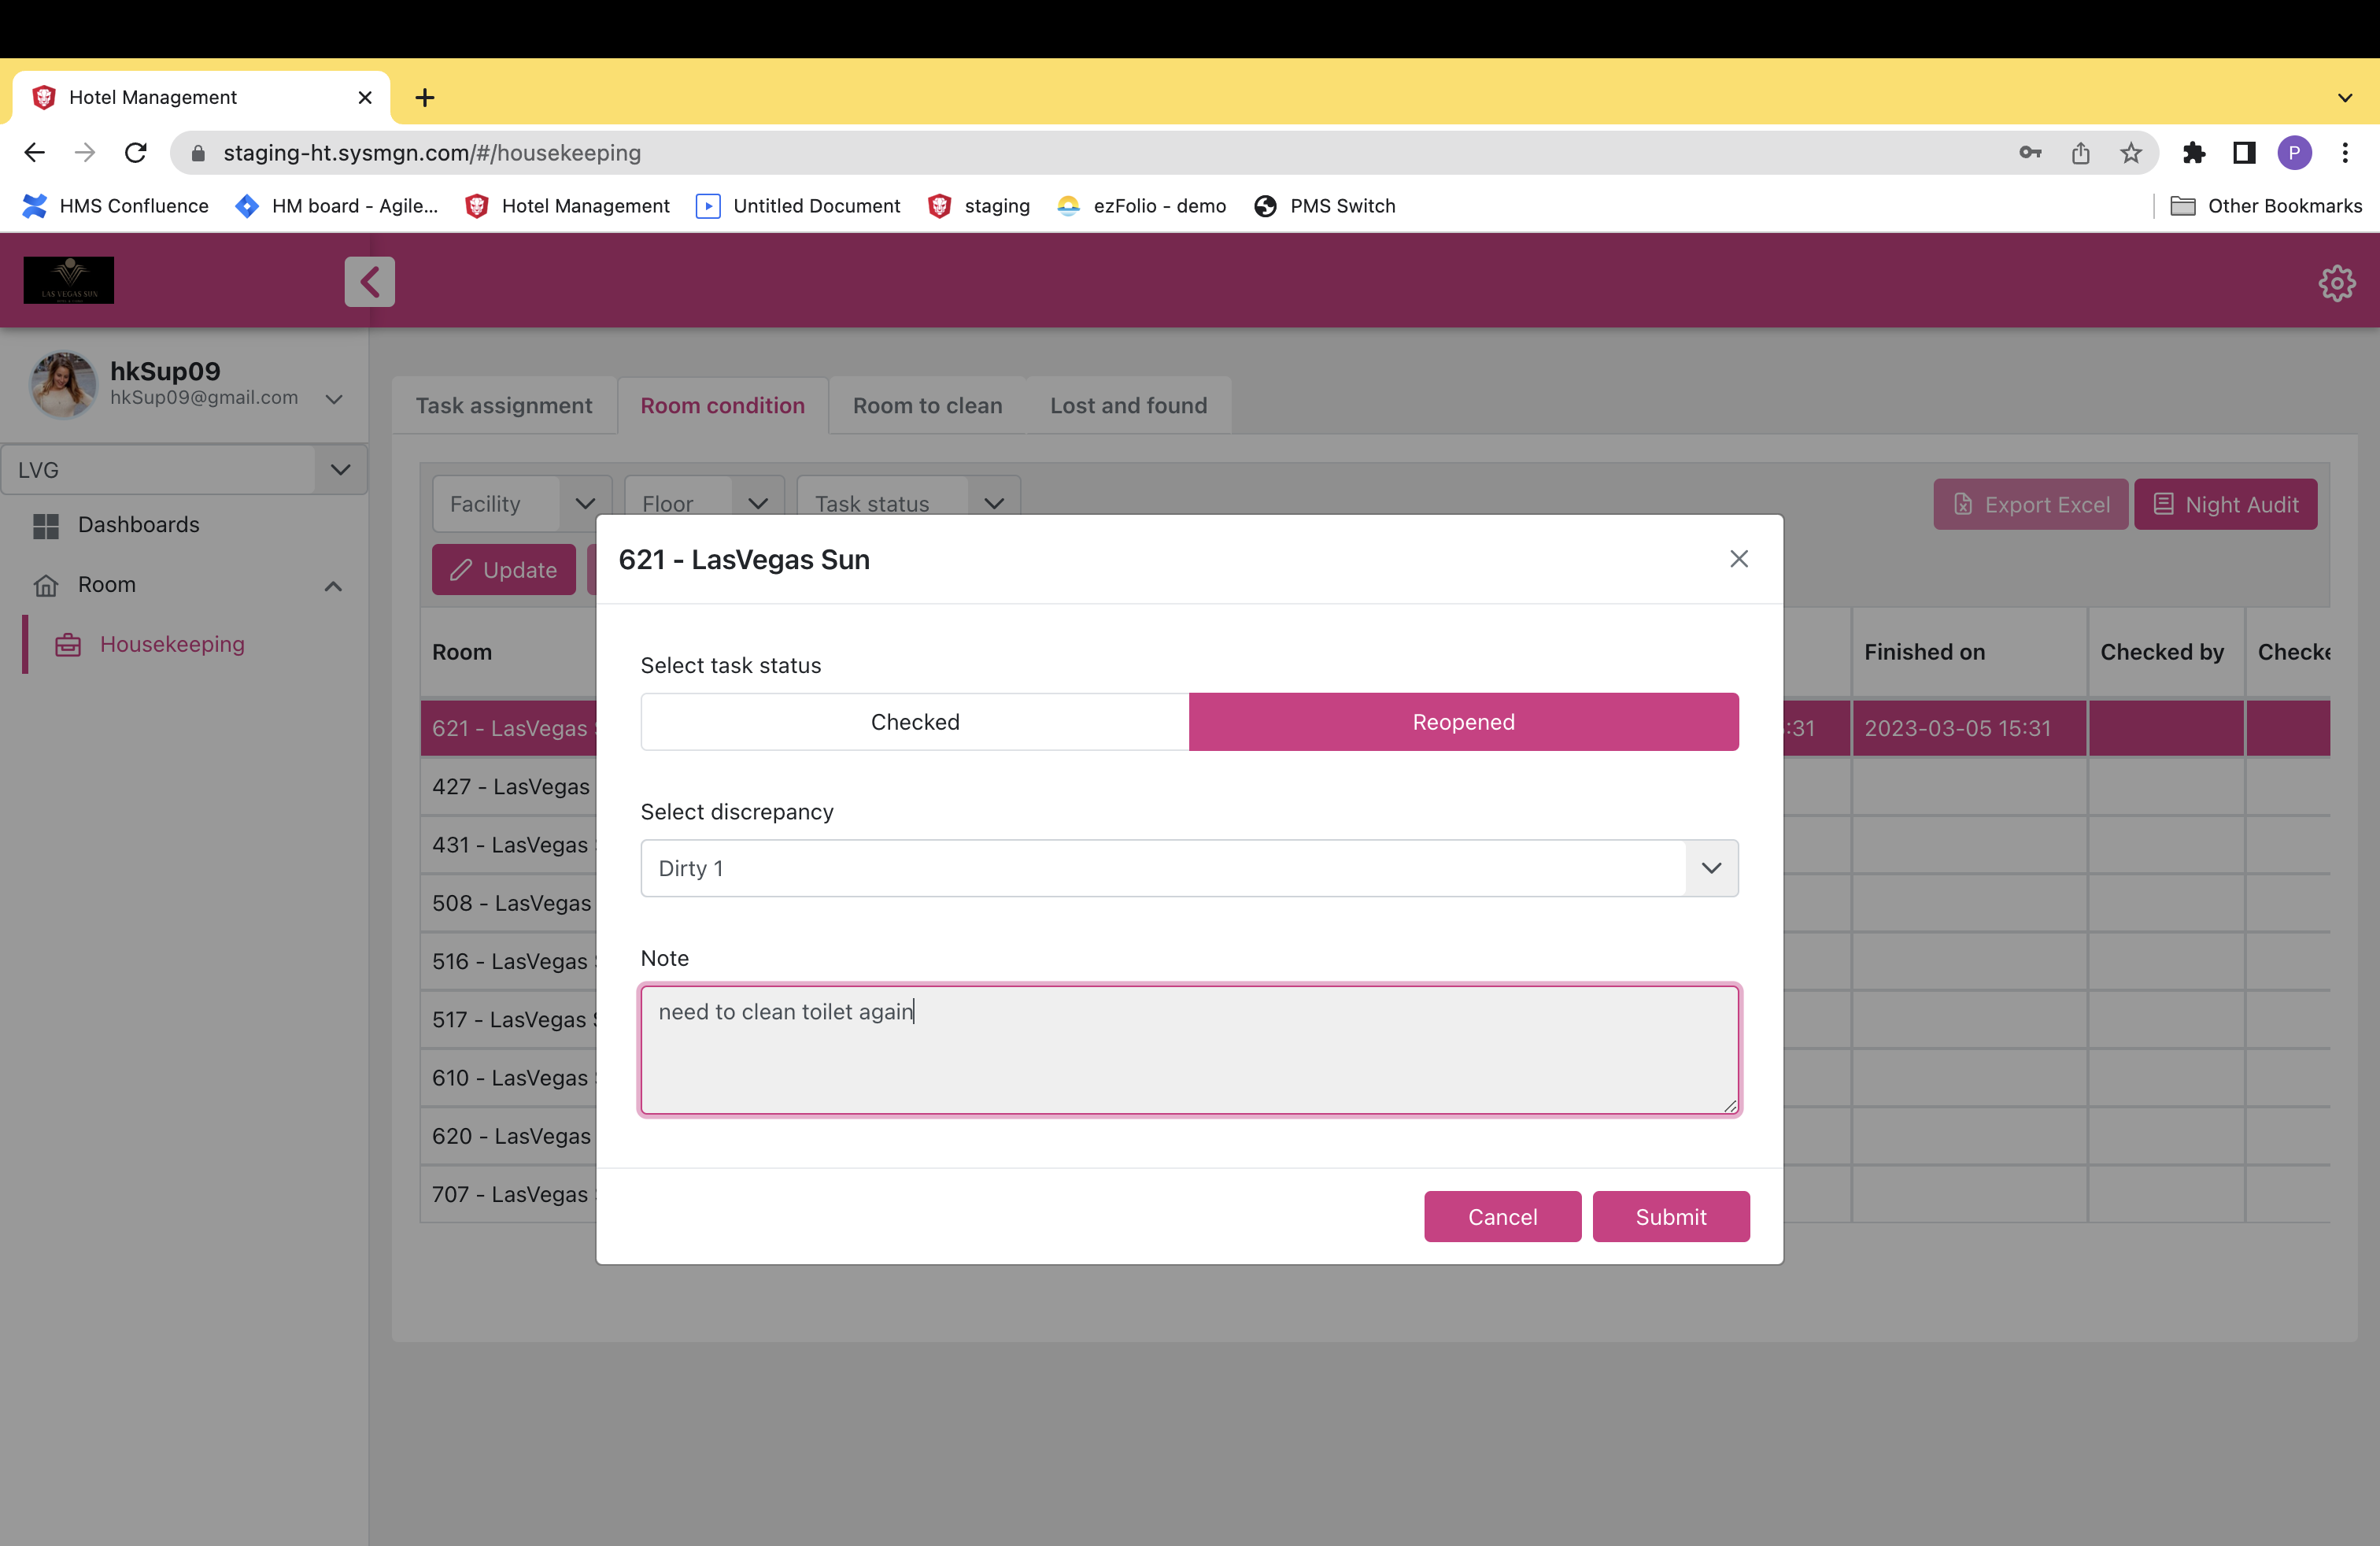 Hotel Management
staging-ht.sysmgn.com/#/housekeeping
P
HMS Confluence
HM board - Agile...
Hotel Management
Untitled Document
staging
ezFolio - demo
PMS Switch
Other Bookmarks
LAS VEGAS SUN
hkSup09
hkSup09@gmail.com
LVG
Dashboards
Room
Housekeeping
Task assignment
Room condition
Room to clean
Lost and found
Facility
Floor
Task status
Export Excel
Night Audit
Update
Room
Finished on
Checked by
Checke
621 - LasVegas
:31
2023-03-05 15:31
427 - LasVegas
431 - LasVegas
508 - LasVegas
516 - LasVegas
517 - LasVegas
610 - LasVegas
620 - LasVegas
707 - LasVegas
621 - LasVegas Sun
Select task status
Checked
Reopened
Select discrepancy
Dirty 1
Note
need to clean toilet again
Cancel
Submit